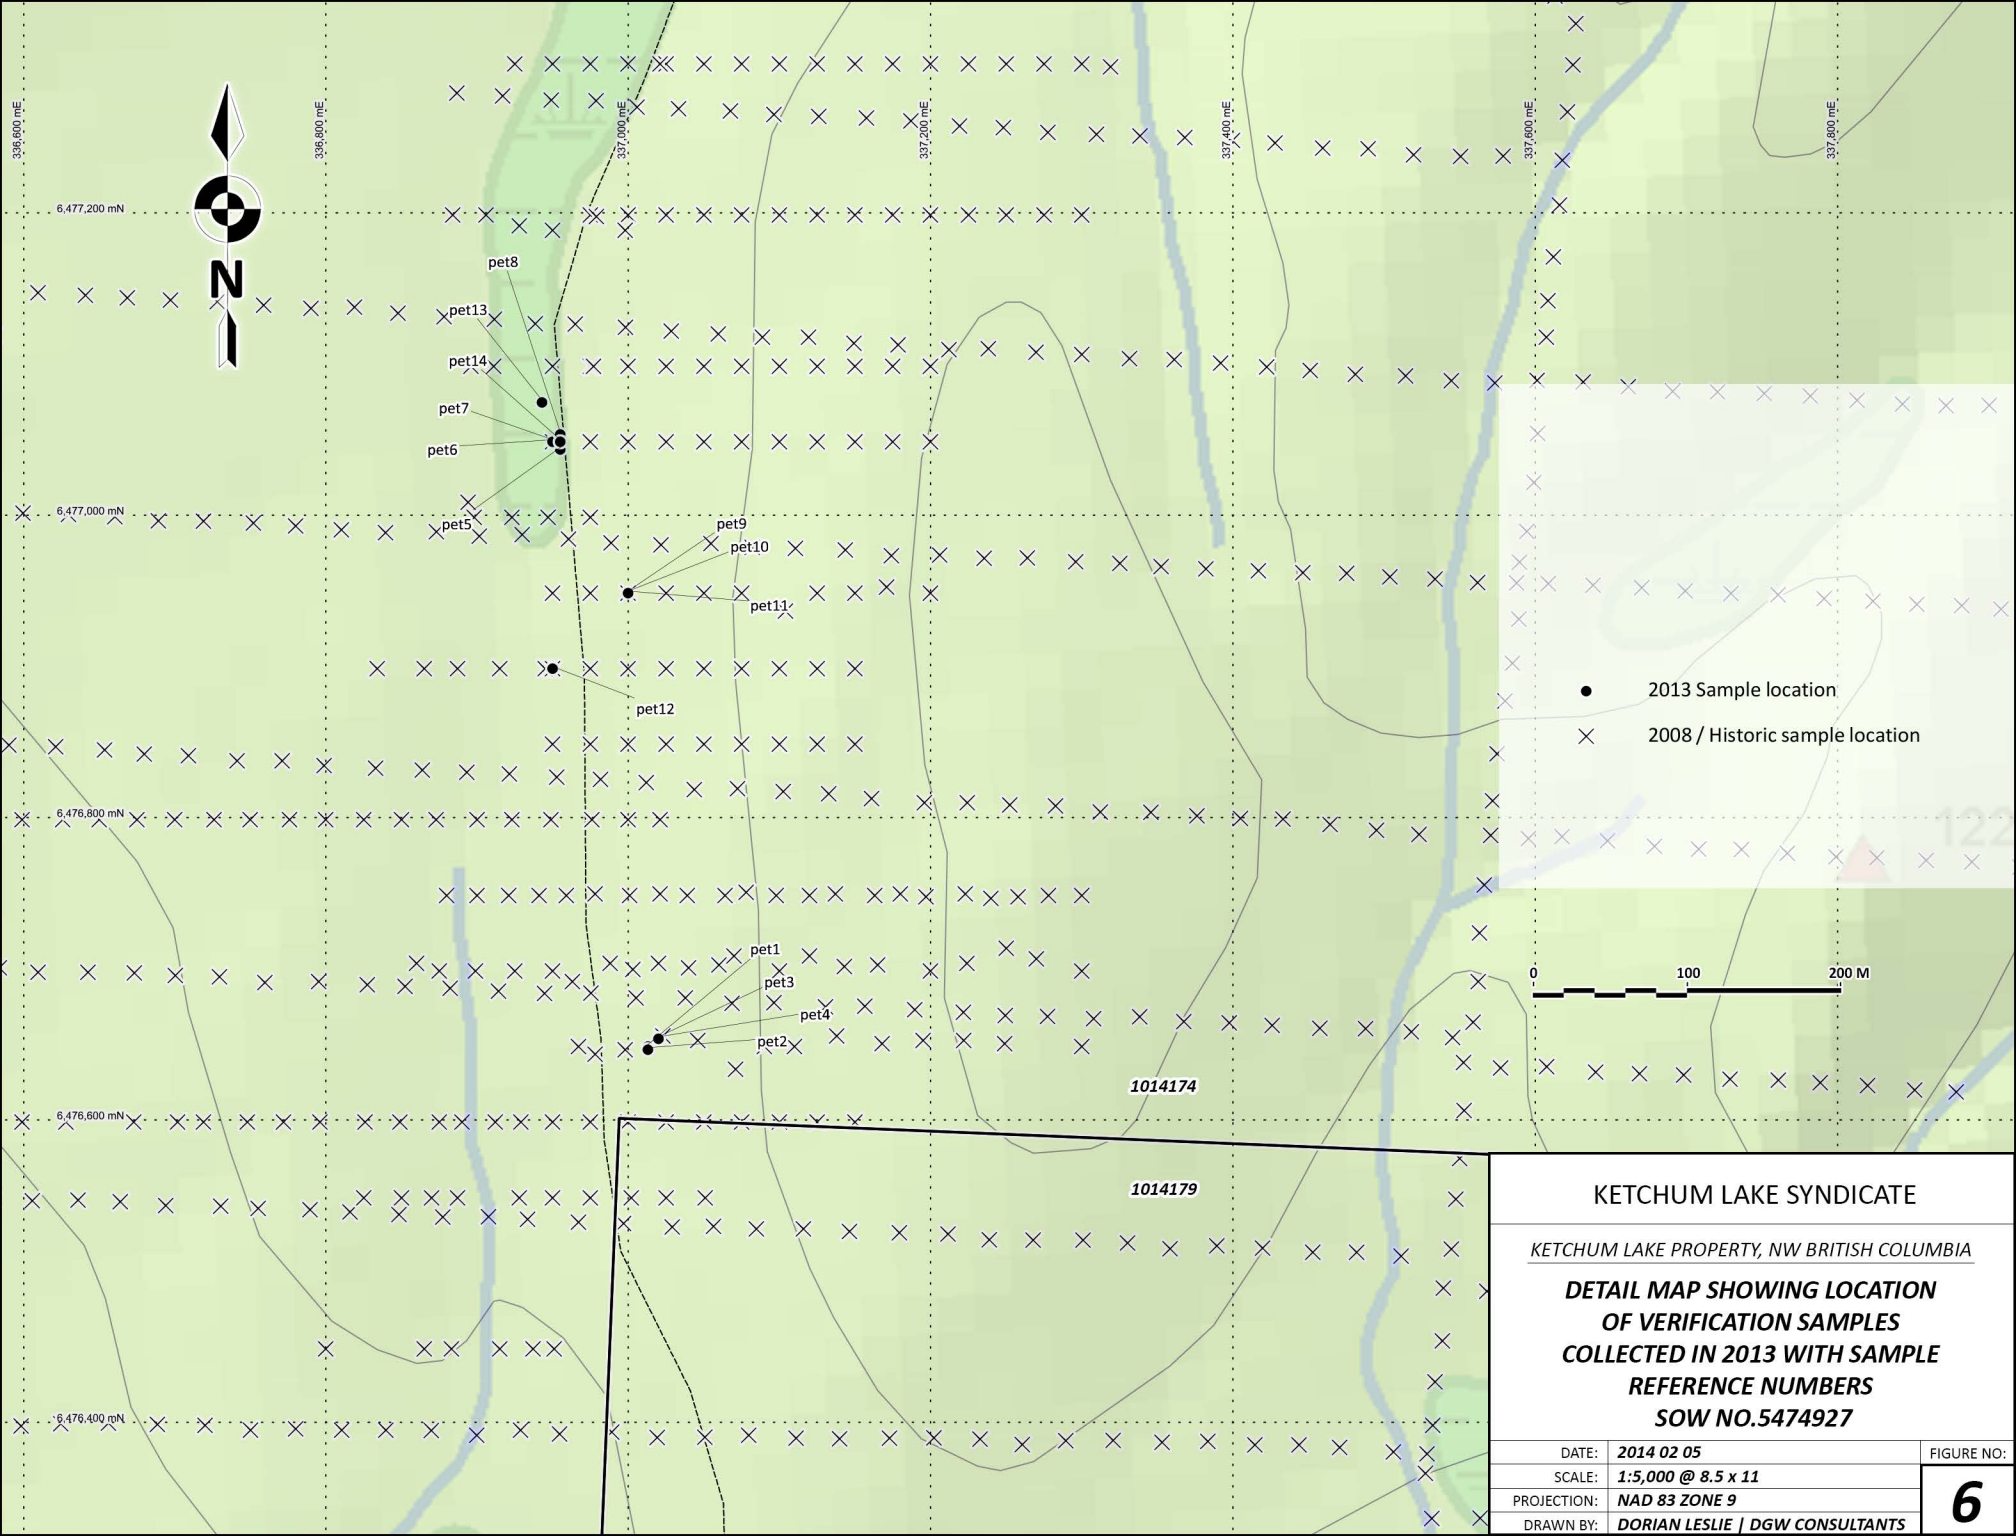 336,600 mE
336,800 mE
337,000 mE
337,200 mE
337,400 mE
337,600 mE
337,800 mE
6,477,200 mN
N
pet8
pet13
pet14
pet7
pet6
6,477,000 mN
pet5
pet9
pet10
pet11
pet12
2013 Sample location
2008 / Historic sample location
6,476,800 mN
122
pet1
pet3
pet4
pet2
0 100 200 M
1014174
6,476,600 mN
1014179
KETCHUM LAKE SYNDICATE
KETCHUM LAKE PROPERTY, NW BRITISH COLUMBIA
DETAIL MAP SHOWING LOCATION
OF VERIFICATION SAMPLES
COLLECTED IN 2013 WITH SAMPLE
REFERENCE NUMBERS
SOW NO.5474927
6,476,400 mN
DATE: 2014 02 05
FIGURE NO:
SCALE: 1:5,000 @ 8.5 x 11
PROJECTION: NAD 83 ZONE 9
6
DRAWN BY: DORIAN LESLIE | DGW CONSULTANTS